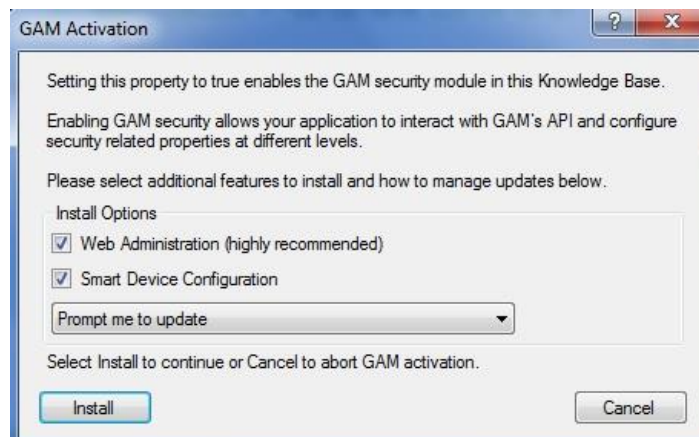 GAM Activation
Setting this property to true enables the GAM security module in this Knowledge Base.
Enabling GAM security allows your application to interact with GAM's API and configure
security related properties at different levels.
Please select additional features to install and how to manage updates below.
Install Options
Web Administration (highly recommended)
Smart Device Configuration
Prompt me to update
Select Install to continue or Cancel to abort GAM activation.
Install
Cancel